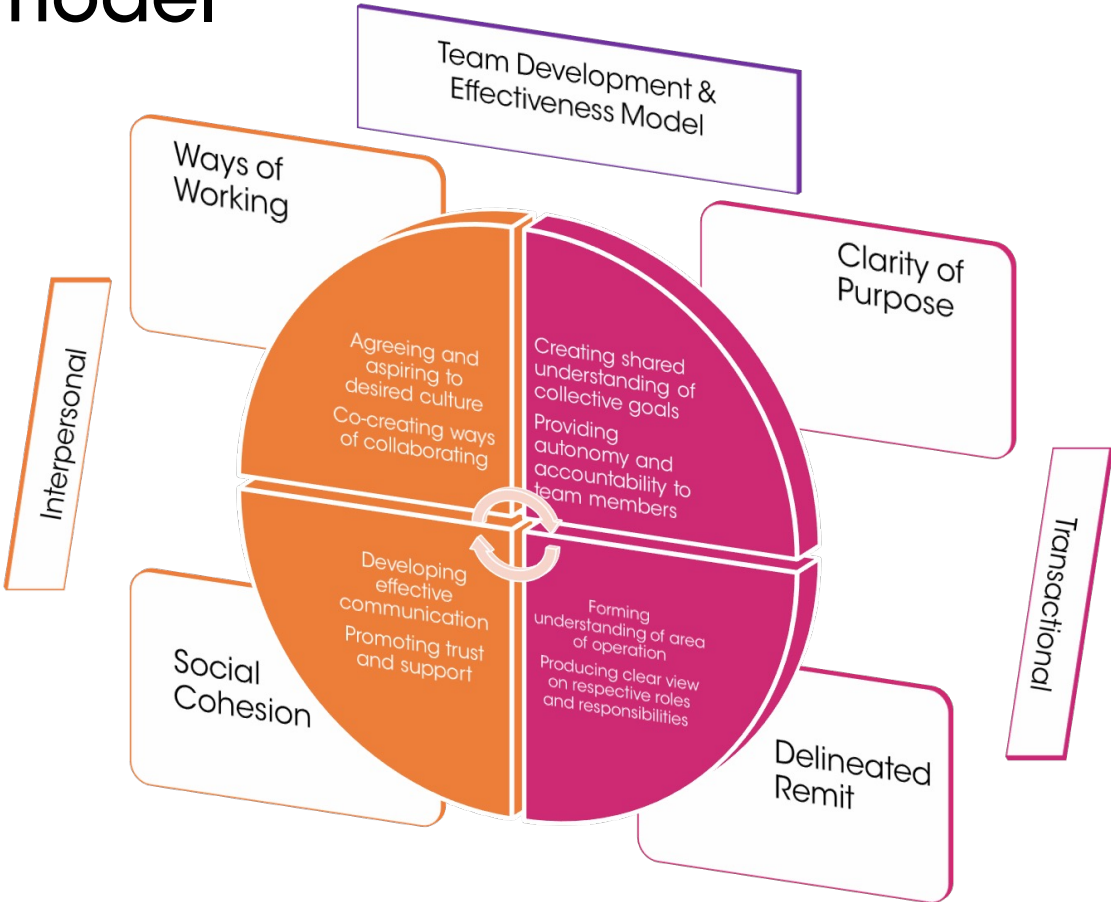 model
Team Development &
Effectiveness Model
Ways of
Working
Clarity of
Purpose
Interpersonal
Agreeing and
aspiring to
desired culture
Co-creating ways
of collaborating
Creating shared
understanding of
collective goals
Providing
autonomy and
accountability to
team members
Transactional
Developing
effective
communication
Promoting trust
and support
Forming
understanding of area
of operation
Producing clear view
on respective roles
and responsibilities
Social
Cohesion
Delineated
Remit